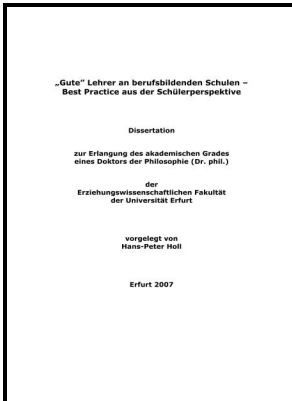 „Gute” Lehrer an berufsbildenden Schulen –
Best Practice aus der Schülerperspektive
Dissertation
zur Erlangung des akademischen Grades
eines Doktors der Philosophie (Dr. phil.)
der
Erziehungswissenschaftlichen Fakultät
der Universität Erfurt
vorgelegt von
Hans-Peter Holl
Erfurt 2007